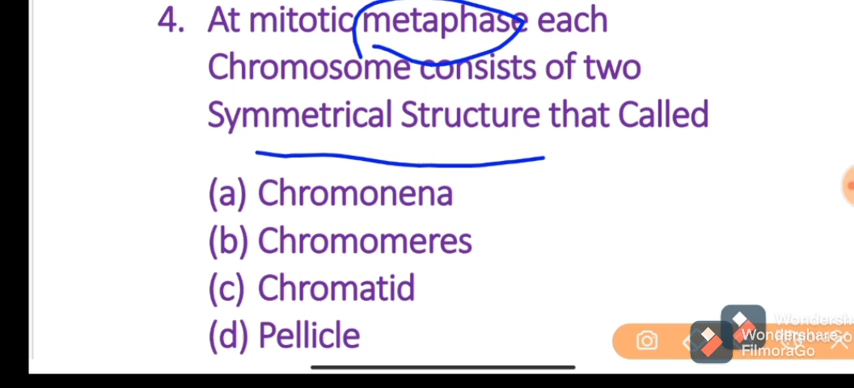 4. At mitotic metaphase each
Chromosome consists of two
Symmetrical Structure that Called
(a) Chromonena
(b) Chromomeres
(c) Chromatid
(d) Pellicle
Wondersh
Wondershare
FilmoraGo